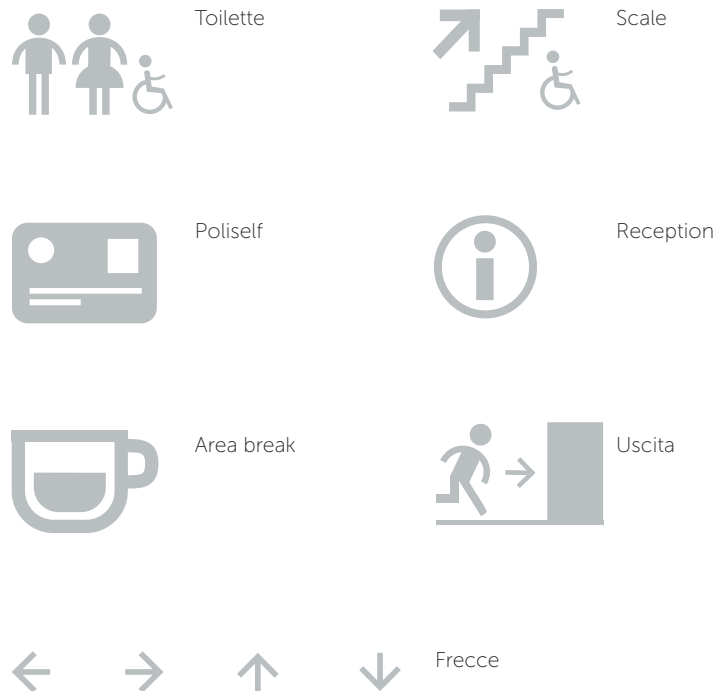 Toilette
Scale
Poliself
Reception
Area break
Uscita
Frecce